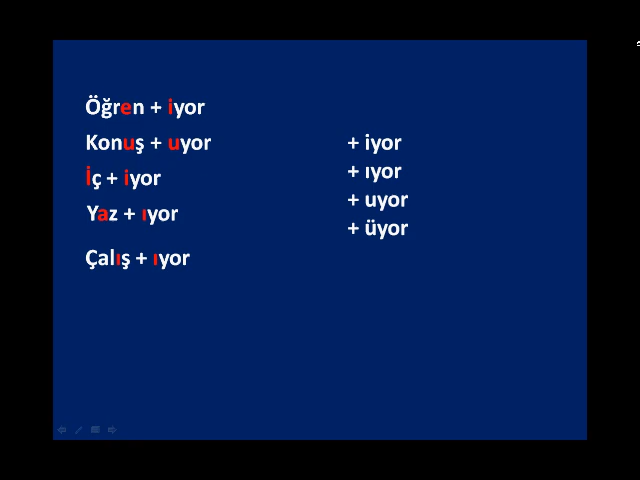 Öğren + iyor
Konuş + uyor
İç + iyor
Yaz + ıyor
Çalış + ıyor
+ iyor
+ ıyor
+ uyor
+ üyor